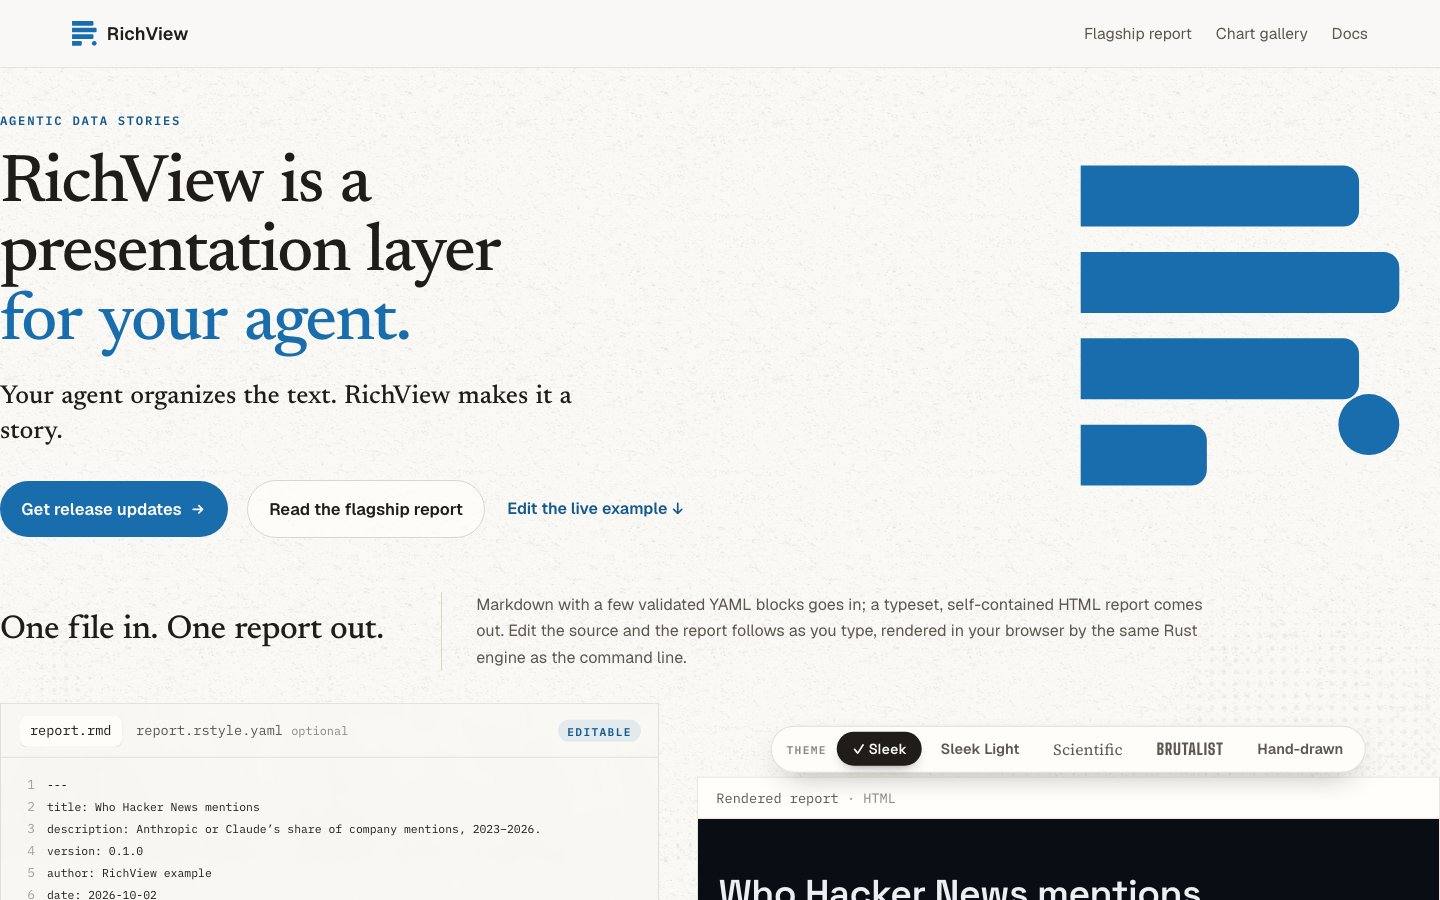 RichView
Flagship report Chart gallery Docs
AGENTIC DATA STORIES
RichView is a
presentation layer
for your agent.
Your agent organizes the text. RichView makes it a
story.
Get release updates →
Read the flagship report
Edit the live example ↓
One file in. One report out.
Markdown with a few validated YAML blocks goes in; a typeset, self-contained HTML report comes
out. Edit the source and the report follows as you type, rendered in your browser by the same Rust
engine as the command line.
report.rmd report.rstyle.yaml optional EDITABLE
1 ---
2 title: Who Hacker News mentions
3 description: Anthropic or Claude’s share of company mentions, 2023–2026.
4 version: 0.1.0
5 author: RichView example
6 date: 2026-10-02
THEME ✓ Sleek Sleek Light Scientific BRUTALIST Hand-drawn
Rendered report · HTML
Who Hacker News mentions